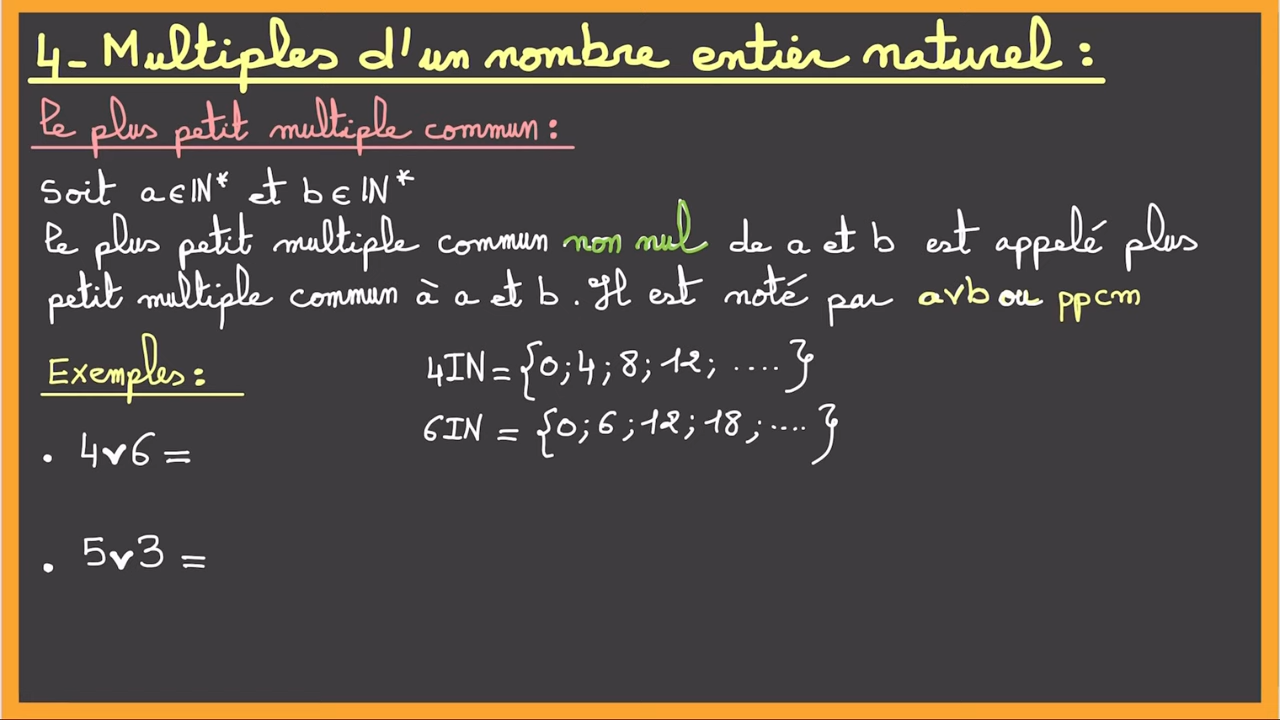 4- Multiples d'un nombre entier naturel :
Le plus petit multiple commun :
Soit a ∈ IN* et b ∈ IN*
Le plus petit multiple commun non nul de a et b est appelé plus
petit multiple commun à a et b. Il est noté par a∨b ou ppcm
Exemples :
4IN = {0; 4; 8; 12; ....}
6IN = {0; 6; 12; 18; ....}
• 4∨6 =
• 5∨3 =